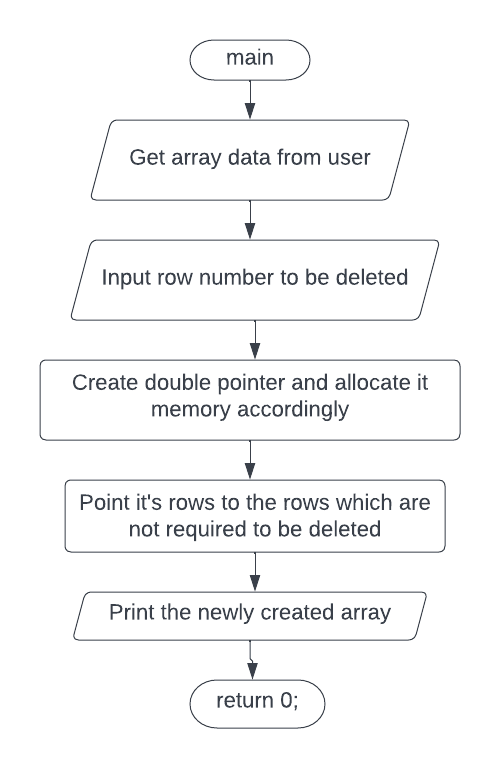 main
Get array data from user
Input row number to be deleted
Create double pointer and allocate it
memory accordingly
Point it's rows to the rows which are
not required to be deleted
Print the newly created array
return 0;